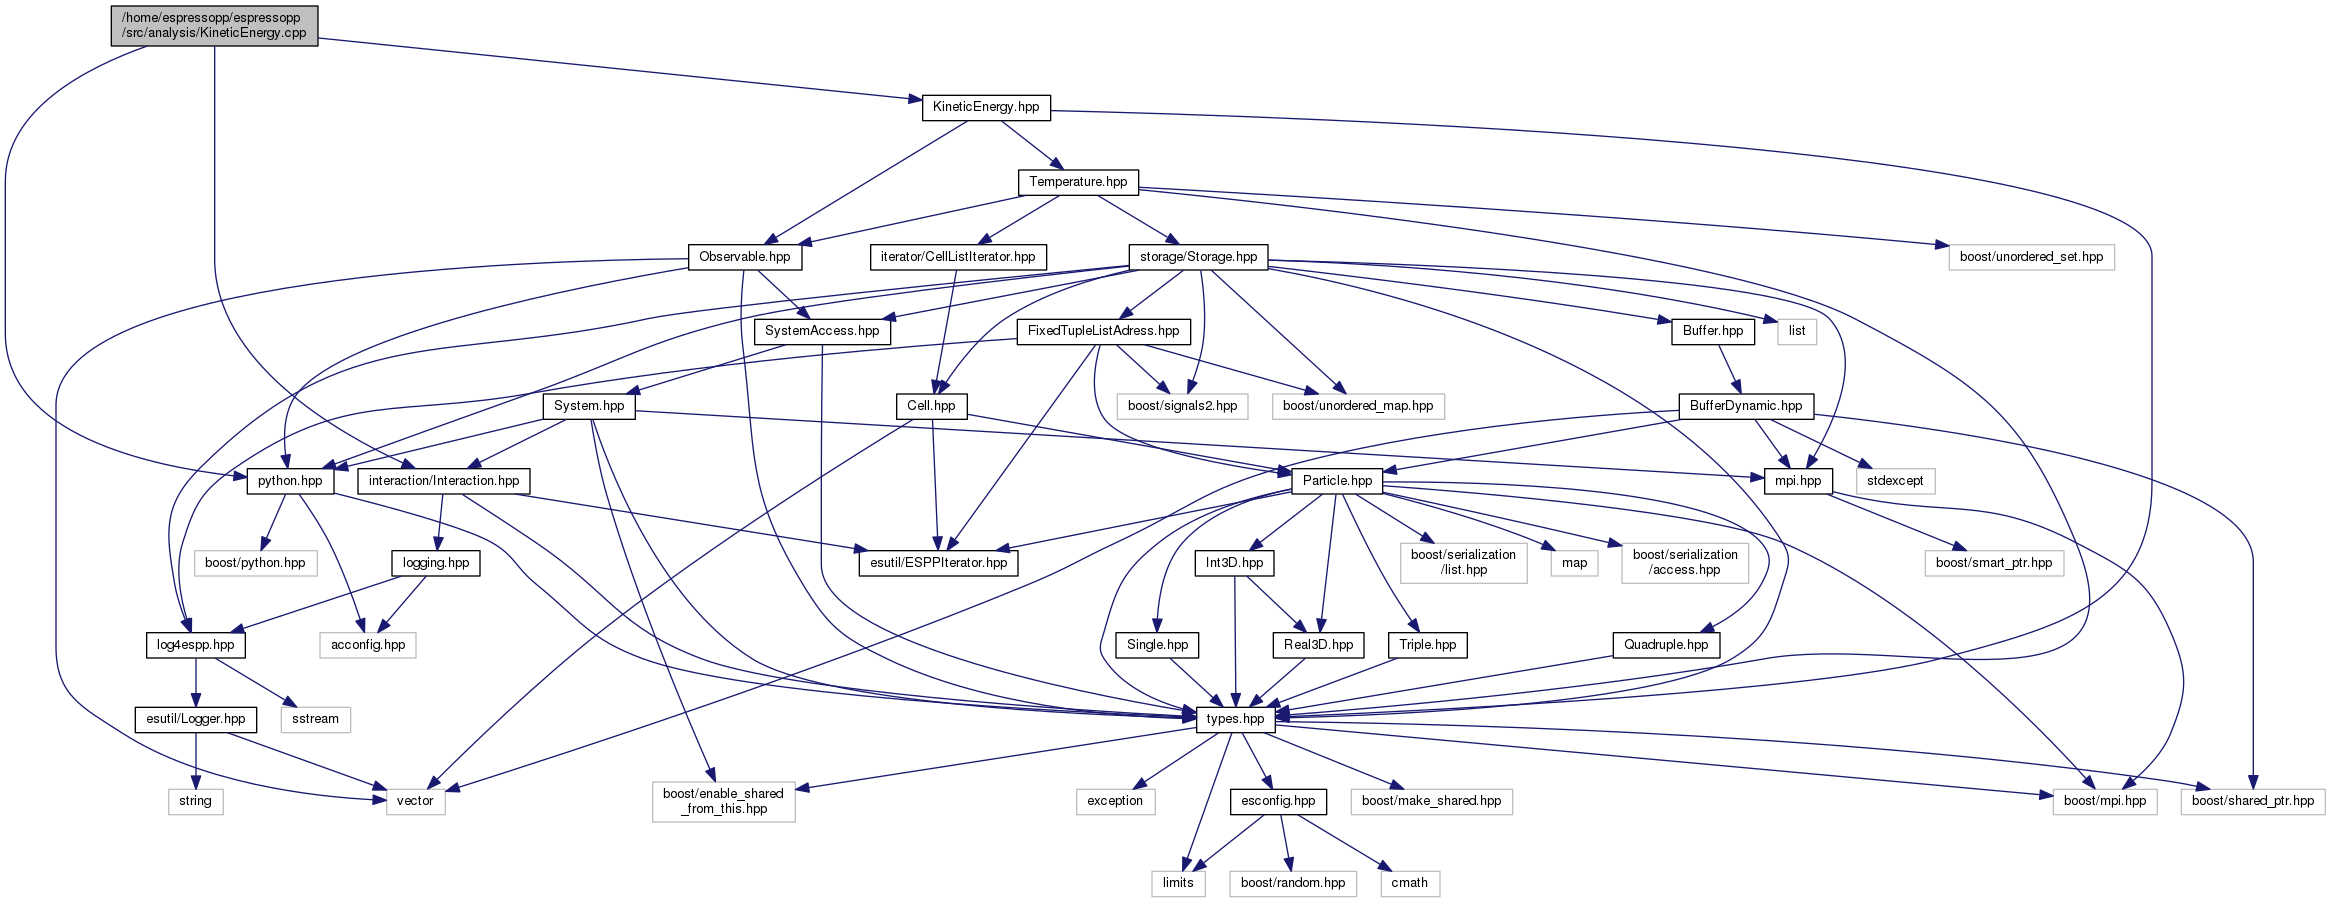 /home/espressopp/espressopp
/src/analysis/KineticEnergy.cpp
KineticEnergy.hpp
Temperature.hpp
Observable.hpp
iterator/CellListIterator.hpp
storage/Storage.hpp
boost/unordered_set.hpp
SystemAccess.hpp
FixedTupleListAdress.hpp
Buffer.hpp
list
System.hpp
Cell.hpp
boost/signals2.hpp
boost/unordered_map.hpp
BufferDynamic.hpp
python.hpp
interaction/Interaction.hpp
Particle.hpp
mpi.hpp
stdexcept
boost/python.hpp
logging.hpp
esutil/ESPPIterator.hpp
Int3D.hpp
boost/serialization
/list.hpp
map
boost/serialization
/access.hpp
boost/smart_ptr.hpp
log4espp.hpp
acconfig.hpp
Single.hpp
Real3D.hpp
Triple.hpp
Quadruple.hpp
esutil/Logger.hpp
sstream
types.hpp
string
vector
boost/enable_shared
_from_this.hpp
exception
esconfig.hpp
boost/make_shared.hpp
boost/mpi.hpp
boost/shared_ptr.hpp
limits
boost/random.hpp
cmath